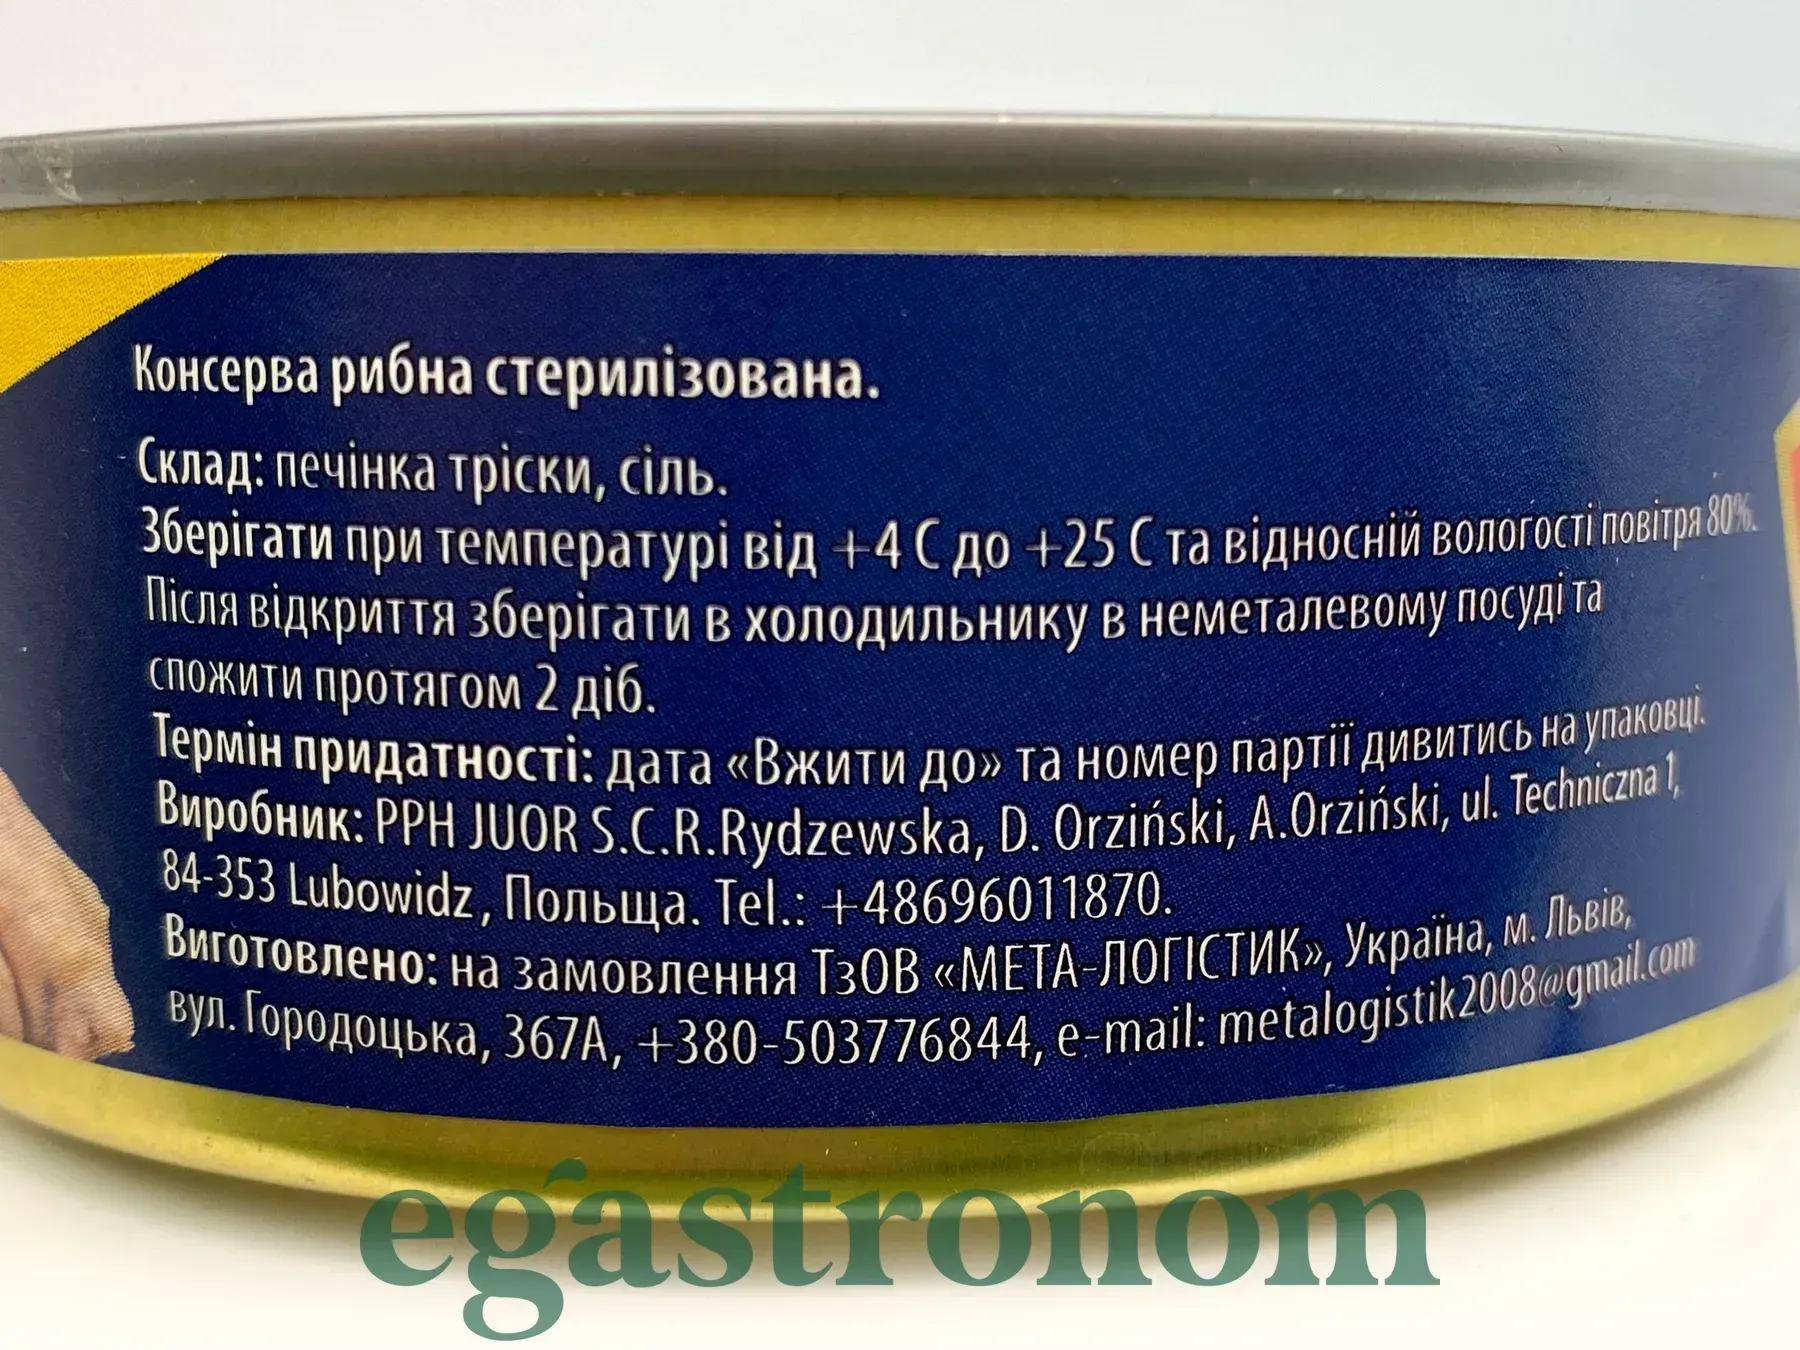 Консерва рибна стерилізована.
Склад: печінка тріски, сіль.
Зберігати при температурі від +4 С до +25 С та відносній вологості повітря 80%.
Після відкриття зберігати в холодильнику в неметалевому посуді та
спожити протягом 2 діб.
Термін придатності: дата «Вжити до» та номер партії дивитись на упаковці.
Виробник: PPH JUOR S.C.R.Rydzewska, D. Orziński, A.Orziński, ul. Techniczna 1,
84-353 Lubowidz, Польща. Tel.: +48696011870.
Виготовлено: на замовлення ТзОВ «МЕТА-ЛОГІСТИК», Україна, м. Львів,
вул. Городоцька, 367А, +380-503776844, e-mail: metalogistik2008@gmail.com
egastronom